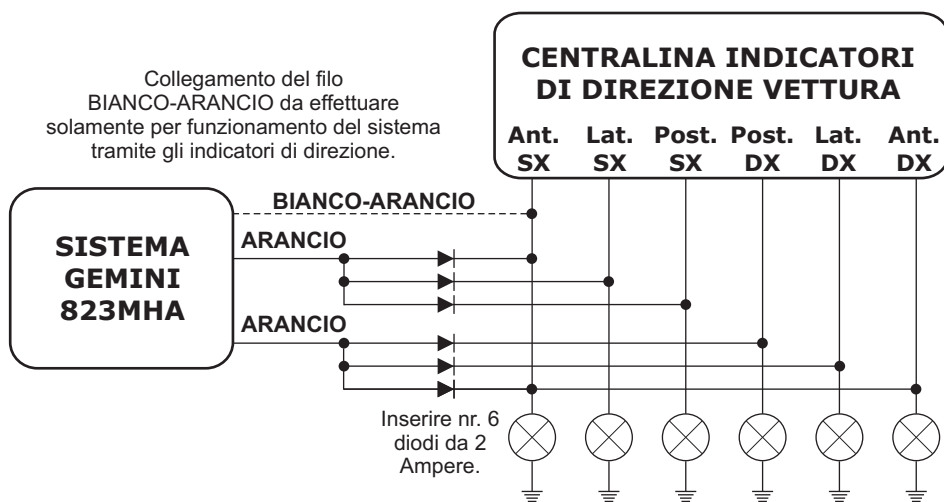 CENTRALINA INDICATORI
DI DIREZIONE VETTURA
Ant. Lat. Post. Post. Lat. Ant.
SX SX SX DX DX DX
Collegamento del filo
BIANCO-ARANCIO da effettuare
solamente per funzionamento del sistema
tramite gli indicatori di direzione.
BIANCO-ARANCIO
SISTEMA
GEMINI
823MHA
ARANCIO
ARANCIO
Inserire nr. 6
diodi da 2
Ampere.